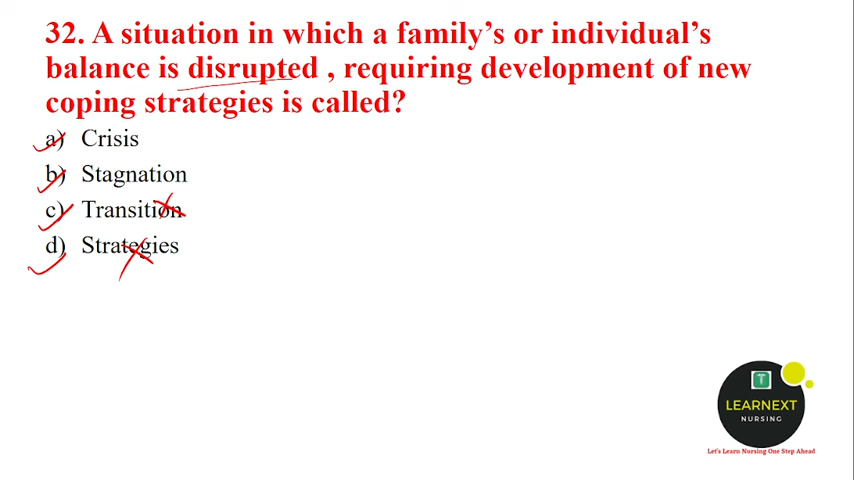 32. A situation in which a family's or individual's
balance is disrupted , requiring development of new
coping strategies is called?
a) Crisis
b) Stagnation
c) Transition
d) Strategies
LEARNEXT
NURSING
Let's Learn Nursing One Step Ahead